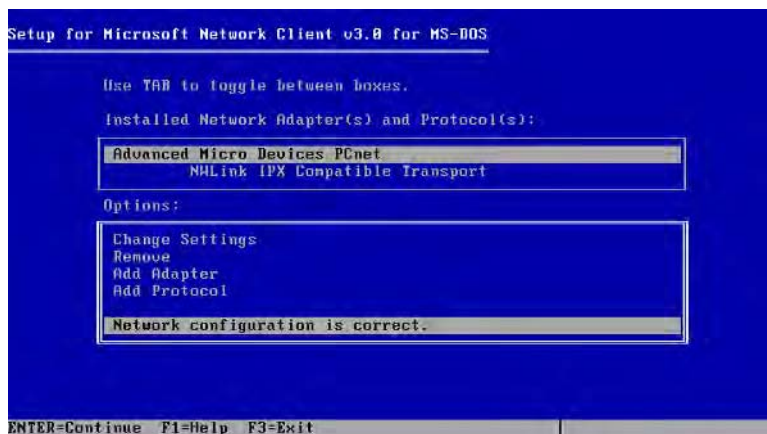 Setup for Microsoft Network Client v3.0 for MS-DOS
Use TAB to toggle between boxes.
Installed Network Adapter(s) and Protocol(s):
Advanced Micro Devices PCnet
NWLink IPX Compatible Transport
Options:
Change Settings
Remove
Add Adapter
Add Protocol
Network configuration is correct.
ENTER=Continue F1=Help F3=Exit